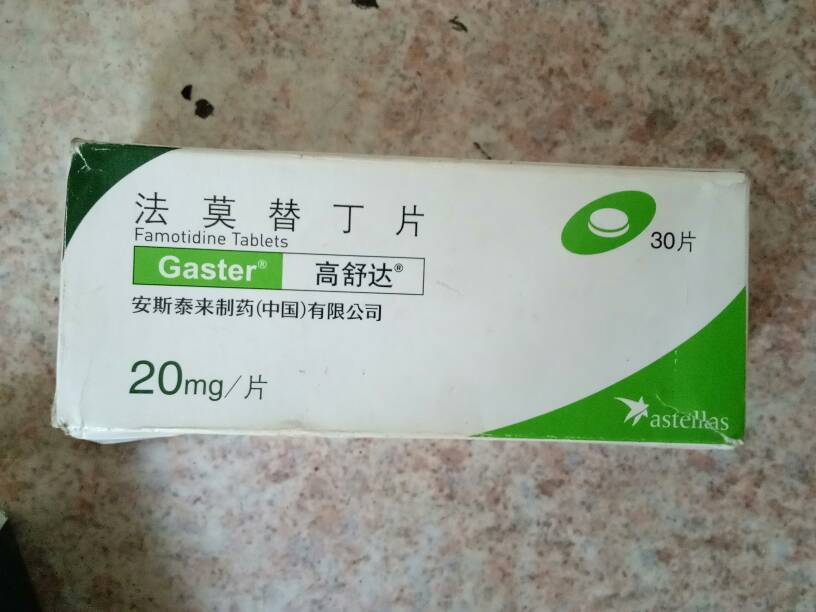 法莫替丁片
Famotidine Tablets
Gaster® 高舒达®
安斯泰来制药(中国)有限公司
20mg/片
30片
astellas